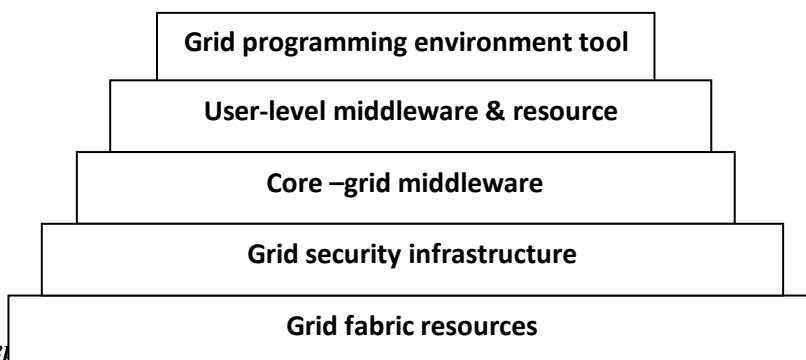 Grid programming environment tool
User-level middleware & resource
Core –grid middleware
Grid security infrastructure
Grid fabric resources